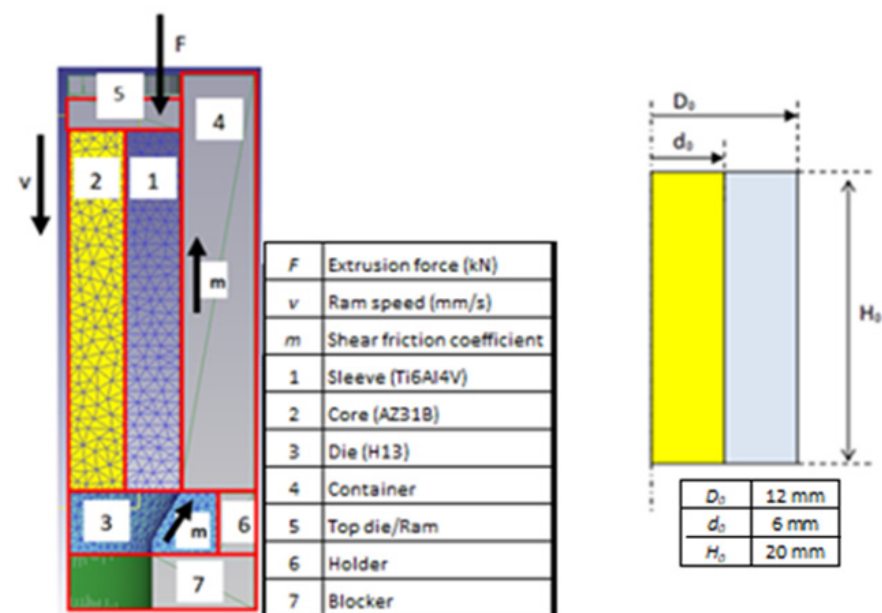 F
5
4
v
2
1
m
3
m
6
7
F Extrusion force (kN)
v Ram speed (mm/s)
m Shear friction coefficient
1 Sleeve (Ti6Al4V)
2 Core (AZ31B)
3 Die (H13)
4 Container
5 Top die/Ram
6 Holder
7 Blocker
D₀
d₀
H₀
D₀ 12 mm
d₀ 6 mm
H₀ 20 mm